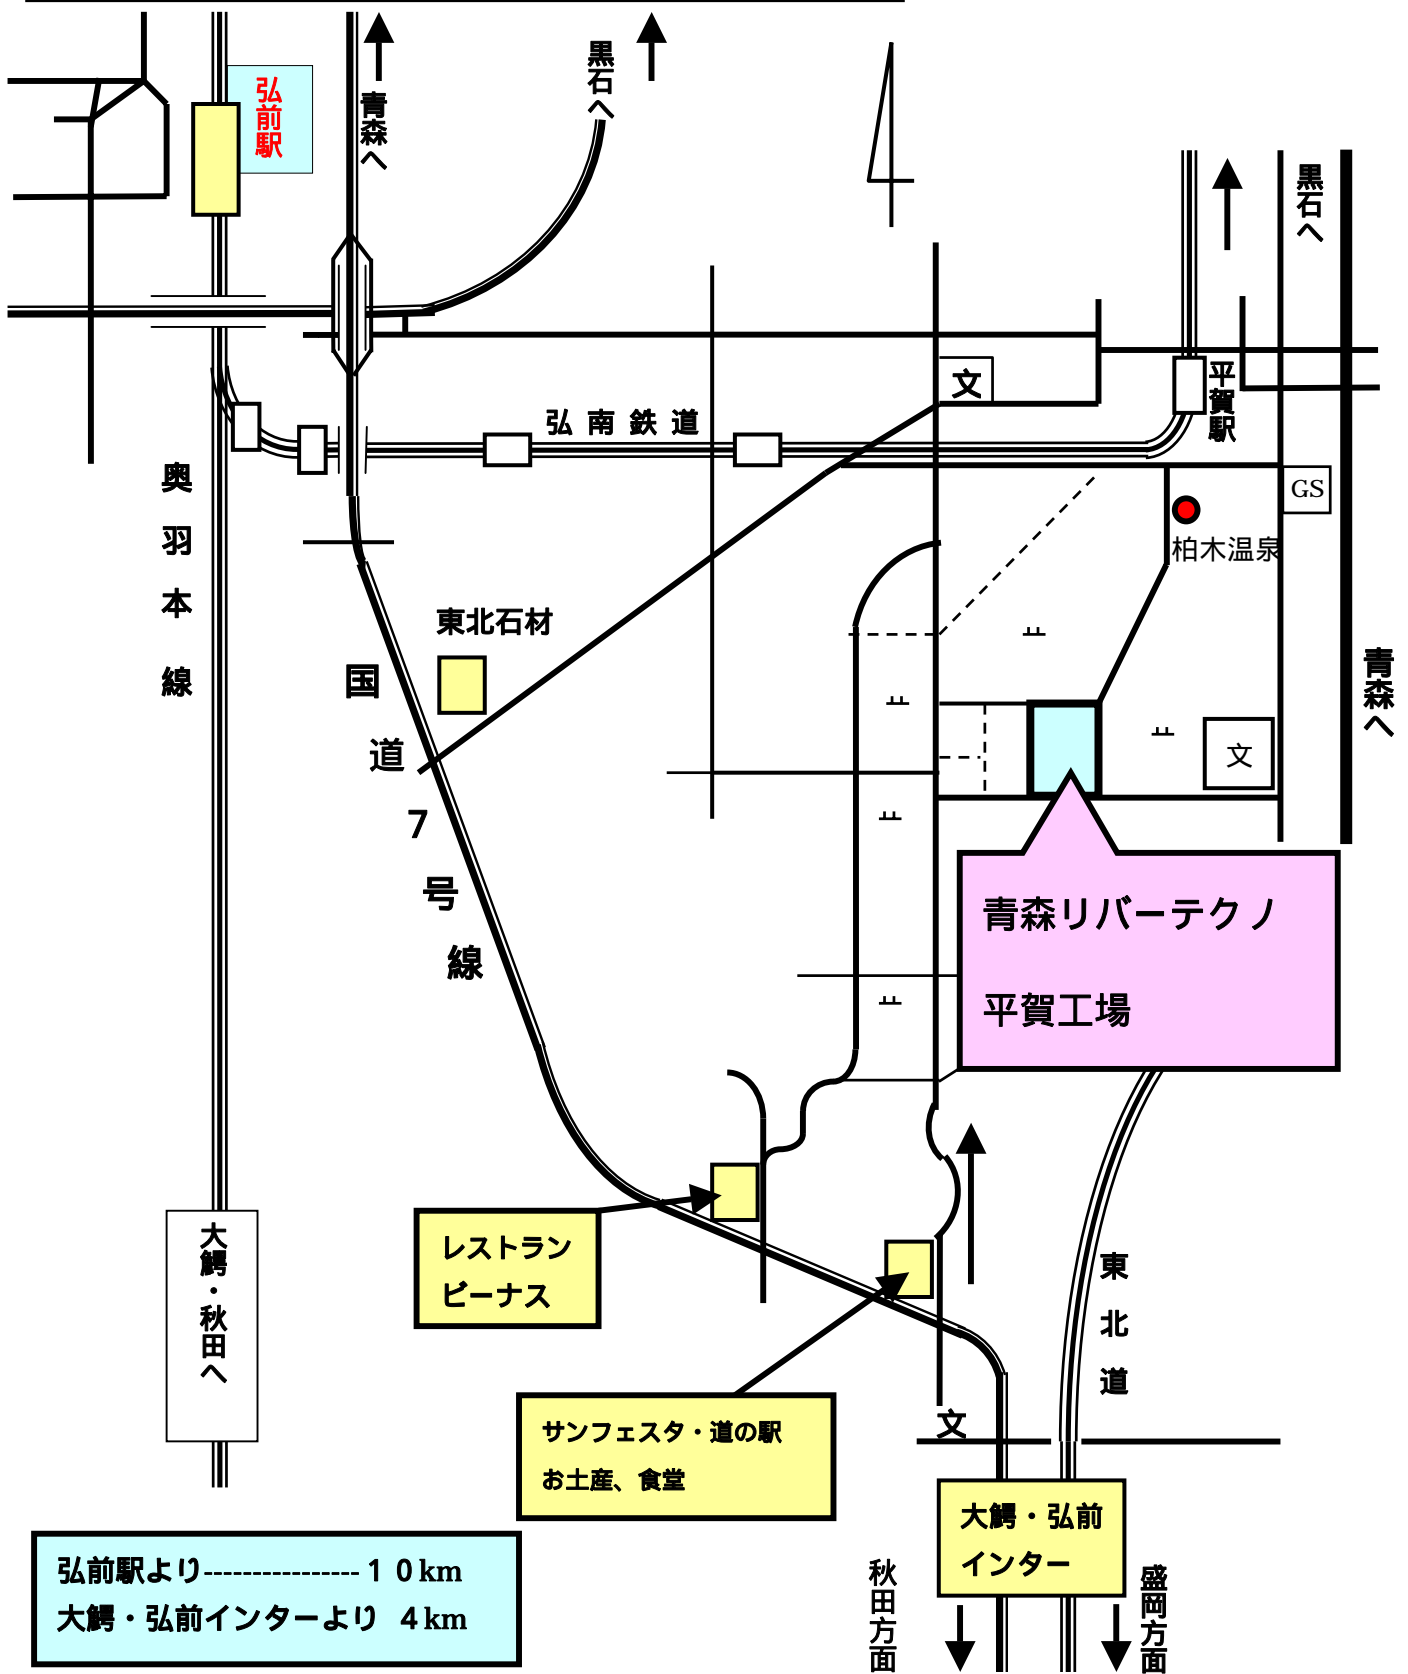 弘前駅
青森へ
黒石へ
黒石へ
平賀駅
文
弘南鉄道
GS
柏木温泉
奥羽本線
東北石材
国道7号線
青森へ
文
青森リバーテクノ
平賀工場
レストラン
ビーナス
大鰐・秋田へ
東北道
サンフェスタ・道の駅
お土産、食堂
文
大鰐・弘前
インター
弘前駅より---------------- 10km
大鰐・弘前インターより 4km
秋田方面
盛岡方面